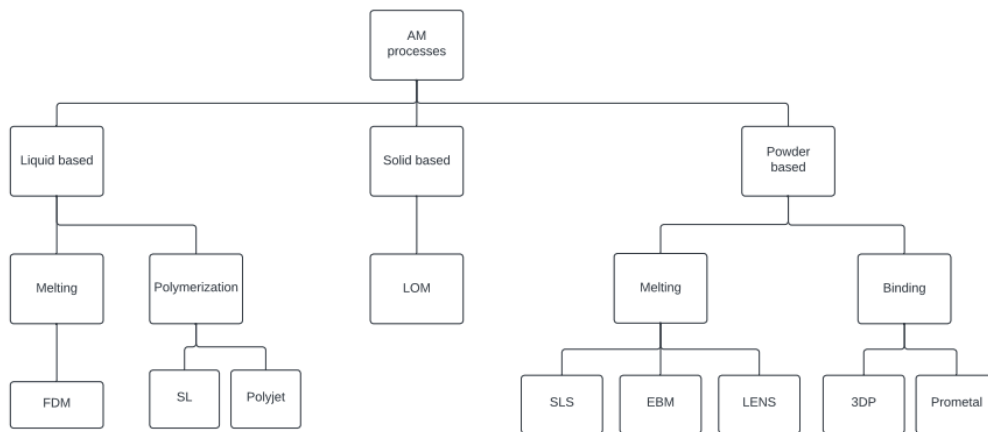 AM
processes
Liquid based
Solid based
Powder
based
Melting
Polymerization
LOM
Melting
Binding
FDM
SL
Polyjet
SLS
EBM
LENS
3DP
Prometal